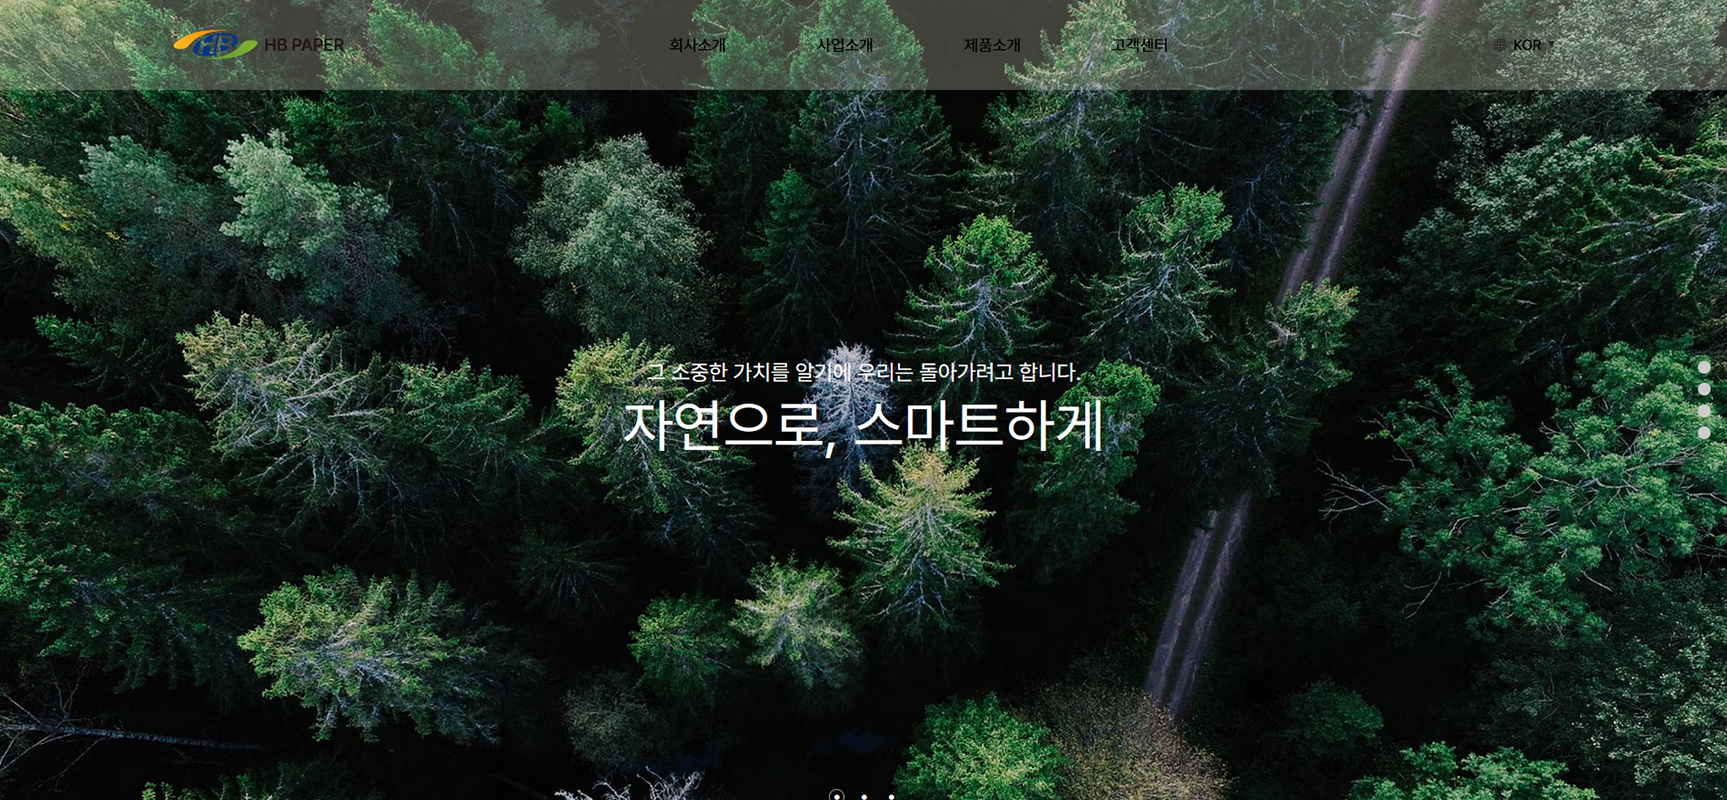 HB HB PAPER
회사소개
사업소개
제품소개
고객센터
KOR
그 소중한 가치를 알기에 우리는 돌아가려고 합니다.
자연으로, 스마트하게